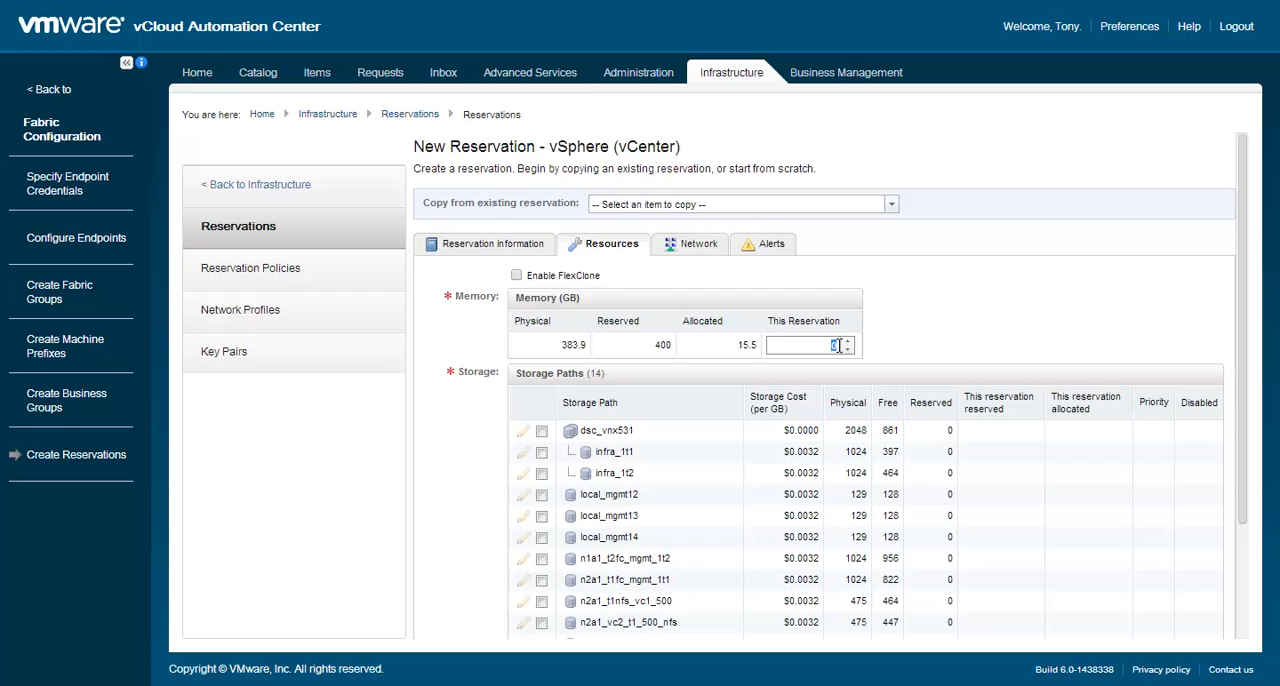 vmware® vCloud Automation Center
Welcome, Tony. Preferences Help Logout
Home Catalog Items Requests Inbox Advanced Services Administration Infrastructure Business Management
< Back to
Fabric
Configuration
Specify Endpoint
Credentials
Configure Endpoints
Create Fabric
Groups
Create Machine
Prefixes
Create Business
Groups
Create Reservations
You are here: Home Infrastructure Reservations Reservations
< Back to Infrastructure
Reservations
Reservation Policies
Network Profiles
Key Pairs
New Reservation - vSphere (vCenter)
Create a reservation. Begin by copying an existing reservation, or start from scratch.
Copy from existing reservation: -- Select an item to copy --
Reservation Information Resources Network Alerts
Enable FlexClone
* Memory: Memory (GB)
Physical Reserved Allocated This Reservation
383.9 400 15.5 0
* Storage: Storage Paths (14)
Storage Path Storage Cost (per GB) Physical Free Reserved This reservation reserved This reservation allocated Priority Disabled
dsc_vnx531 $0.0000 2048 861 0
infra_1t1 $0.0032 1024 397 0
infra_1t2 $0.0032 1024 464 0
local_mgmt12 $0.0032 129 128 0
local_mgmt13 $0.0032 129 128 0
local_mgmt14 $0.0032 129 128 0
n1a1_t2fc_mgmt_1t2 $0.0032 1024 956 0
n2a1_t1fc_mgmt_1t1 $0.0032 1024 822 0
n2a1_t1nfs_vc1_500 $0.0032 475 464 0
n2a1_vc2_t1_500_nfs $0.0032 475 447 0
Copyright © VMware, Inc. All rights reserved.
Build 6.0-1438338 Privacy policy Contact us